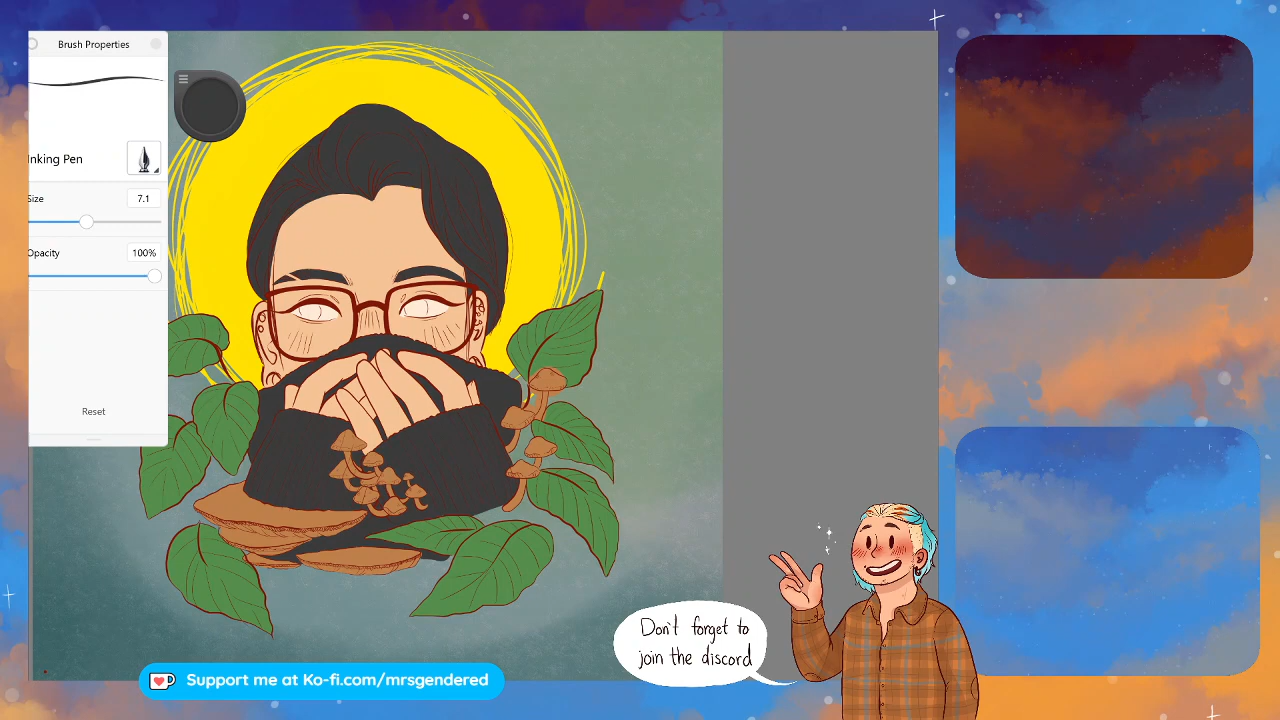 Brush Properties
Inking Pen
Size
7.1
Opacity
100%
Reset
Don't forget to
join the discord
Support me at Ko-fi.com/mrsgendered